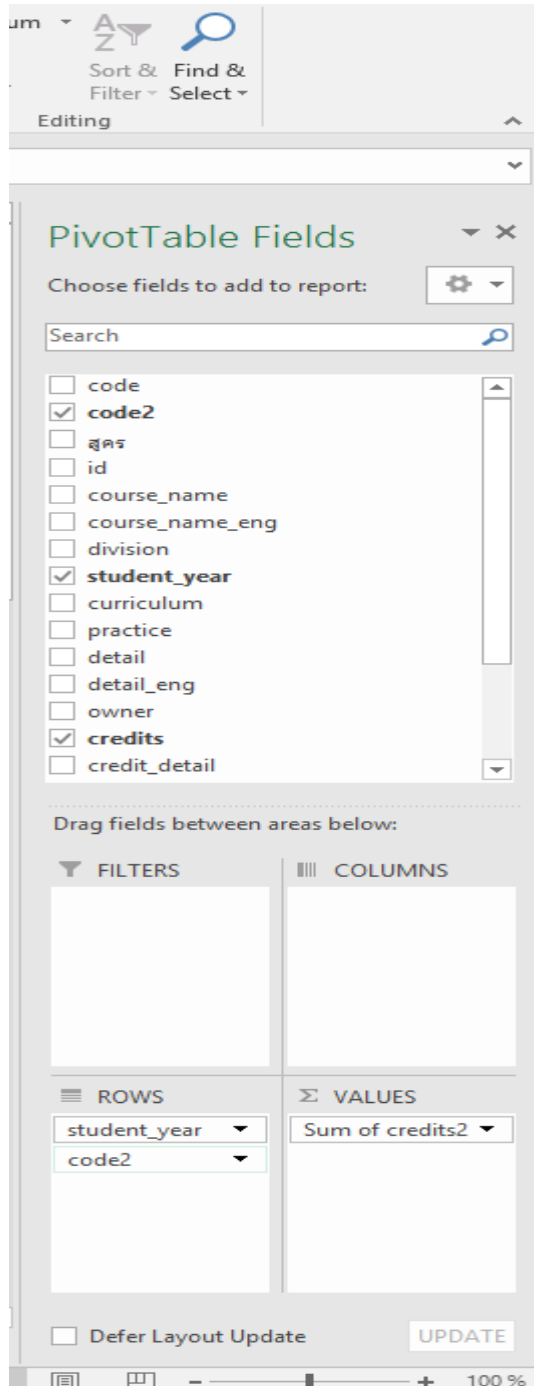 um
Sort & Find &
Filter Select
Editing
PivotTable Fields
Choose fields to add to report:
Search
code
code2
สูตร
id
course_name
course_name_eng
division
student_year
curriculum
practice
detail
detail_eng
owner
credits
credit_detail
Drag fields between areas below:
FILTERS
COLUMNS
ROWS
VALUES
student_year
Sum of credits2
code2
Defer Layout Update
UPDATE
100 %